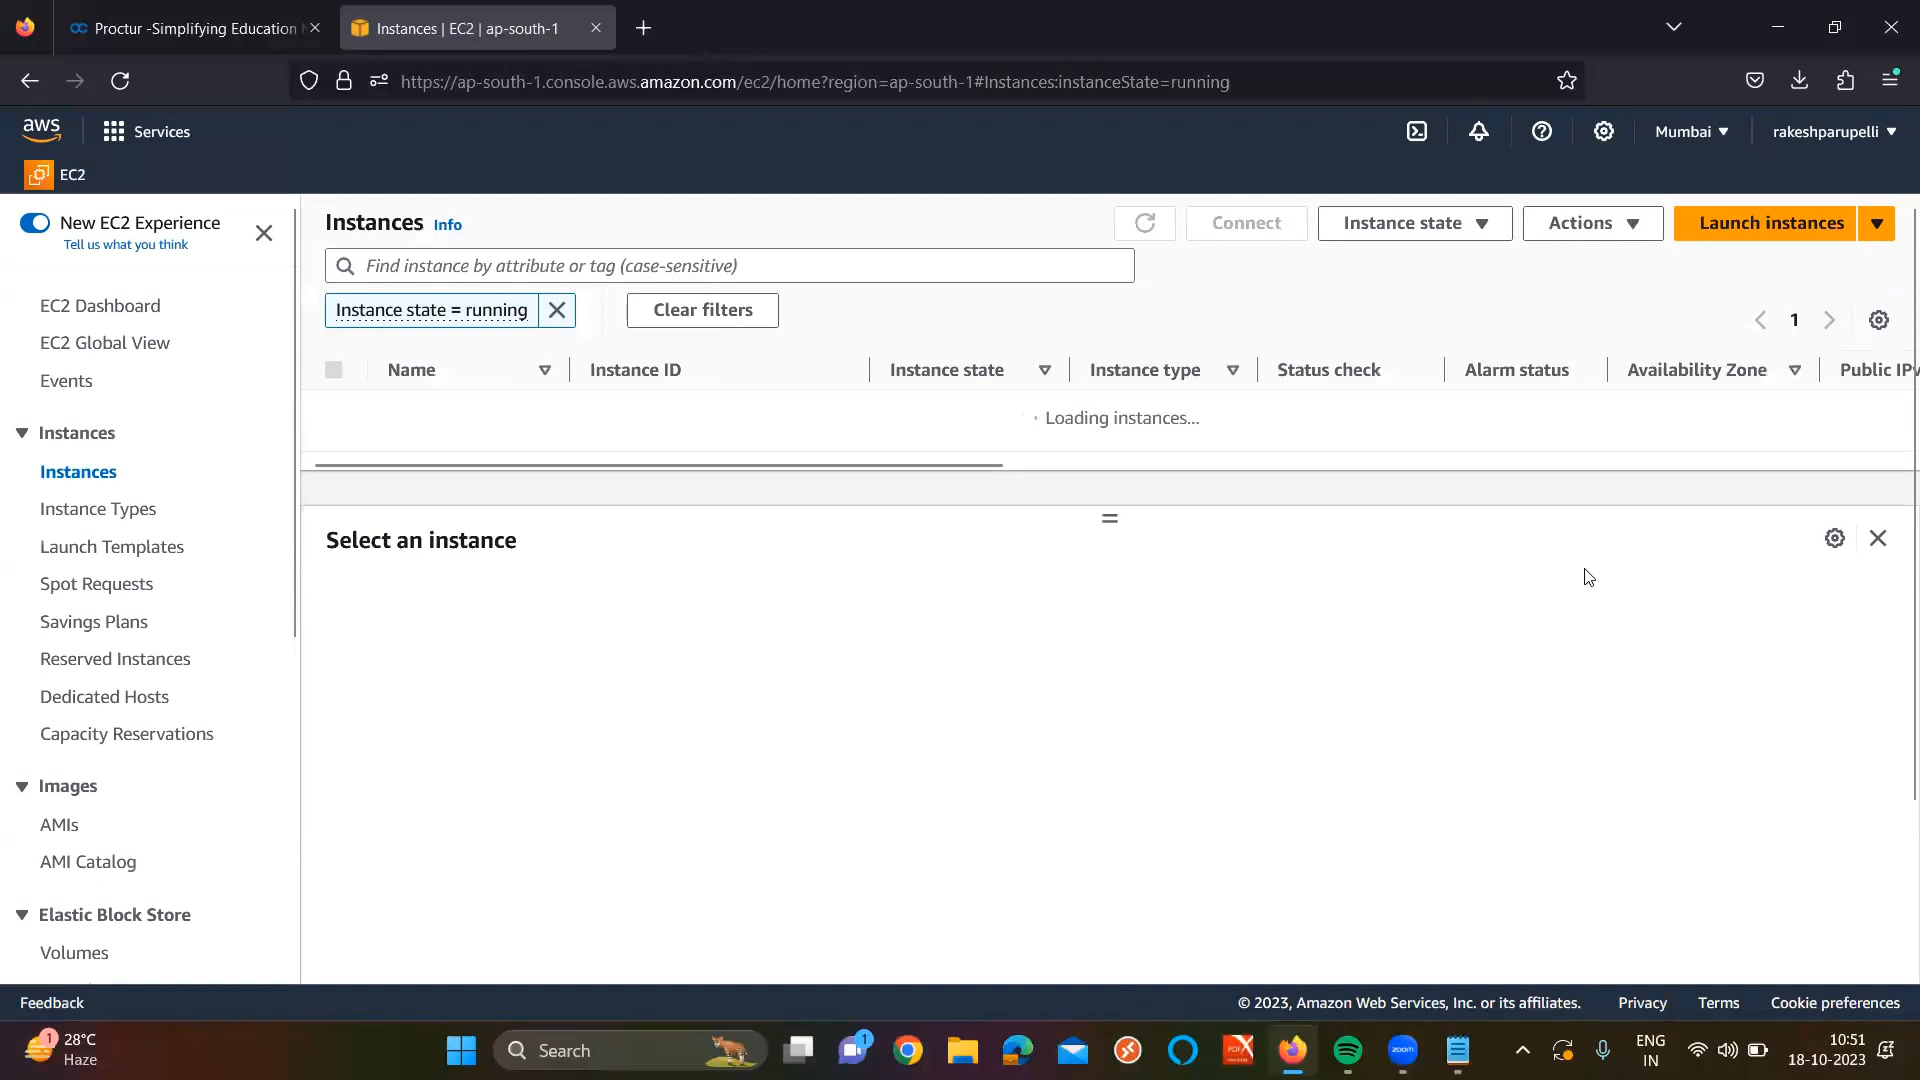 Proctur -Simplifying Education
Instances | EC2 | ap-south-1
https://ap-south-1.console.aws.amazon.com/ec2/home?region=ap-south-1#Instances:instanceState=running
aws
Services
Mumbai
rakeshparupelli
EC2
New EC2 Experience
Tell us what you think
EC2 Dashboard
EC2 Global View
Events
Instances
Instances
Instance Types
Launch Templates
Spot Requests
Savings Plans
Reserved Instances
Dedicated Hosts
Capacity Reservations
Images
AMIs
AMI Catalog
Elastic Block Store
Volumes
Instances Info
Connect
Instance state
Actions
Launch instances
Find instance by attribute or tag (case-sensitive)
Instance state = running
Clear filters
1
Name
Instance ID
Instance state
Instance type
Status check
Alarm status
Availability Zone
Public IPv
Loading instances...
Select an instance
Feedback
© 2023, Amazon Web Services, Inc. or its affiliates.
Privacy
Terms
Cookie preferences
1
28°C
Haze
Search
1
PDFX
zoom
ENG
IN
10:51
18-10-2023